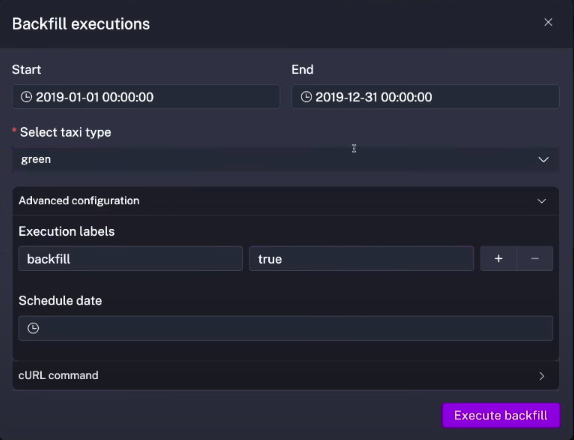 Backfill executions
Start End
2019-01-01 00:00:00 2019-12-31 00:00:00
* Select taxi type
green
Advanced configuration
Execution labels
backfill true + −
Schedule date
cURL command
Execute backfill